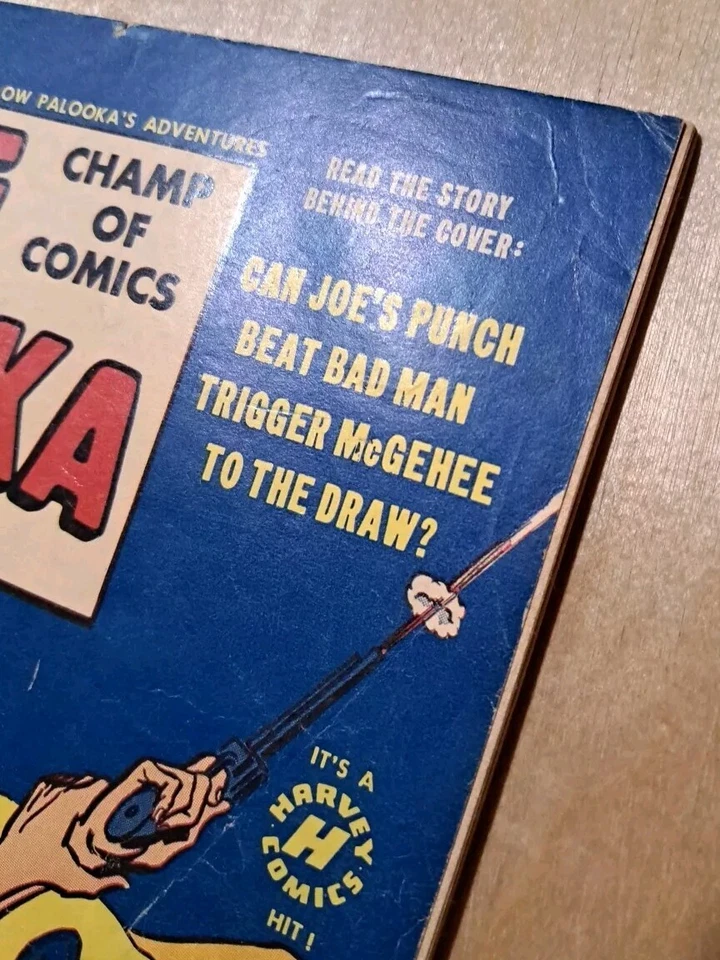 OW PALOOKA'S ADVENTURES
CHAMP
OF
COMICS
KA
READ THE STORY
BEHIND THE COVER:
CAN JOE'S PUNCH
BEAT BAD MAN
TRIGGER McGEHEE
TO THE DRAW?
IT'S A
HARVEY
H
COMICS
HIT!